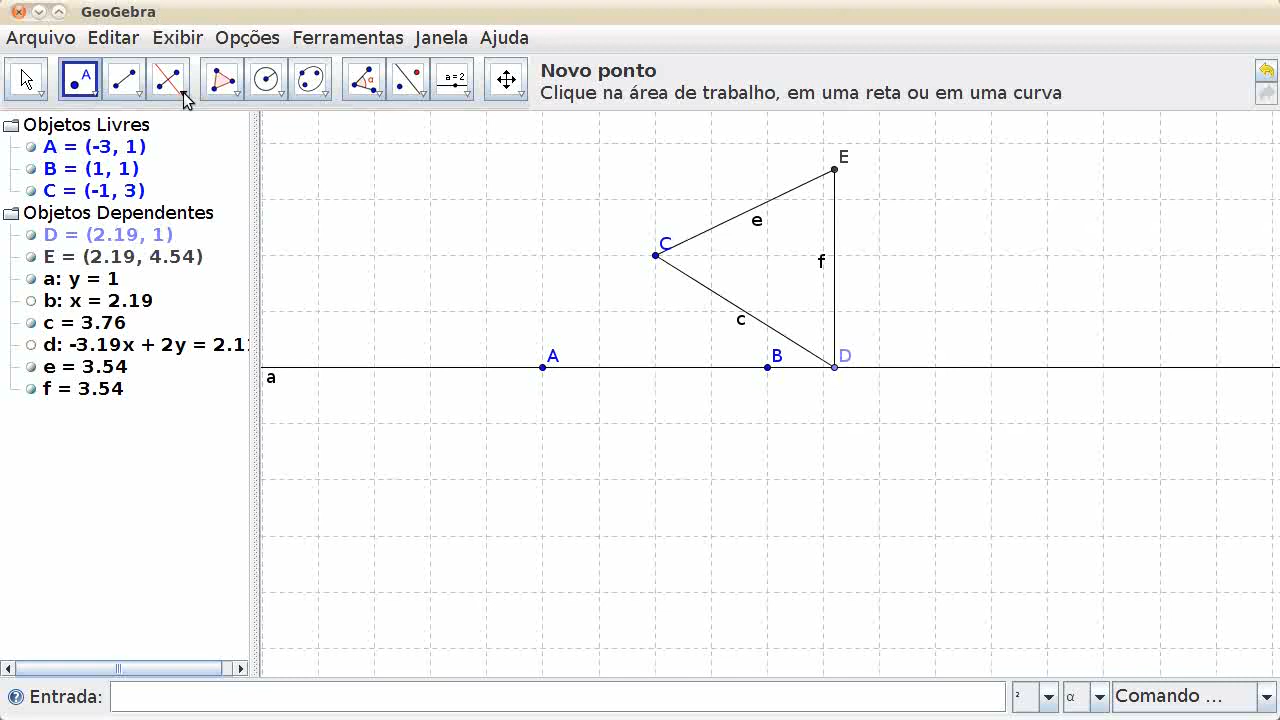 GeoGebra
Arquivo Editar Exibir Opções Ferramentas Janela Ajuda
A
α
a=2
Novo ponto
Clique na área de trabalho, em uma reta ou em uma curva
Objetos Livres
A = (-3, 1)
B = (1, 1)
C = (-1, 3)
Objetos Dependentes
D = (2.19, 1)
E = (2.19, 4.54)
a: y = 1
b: x = 2.19
c = 3.76
d: -3.19x + 2y = 2.1
e = 3.54
f = 3.54
E
e
C
f
c
A
B
D
a
Entrada:
² α Comando ...